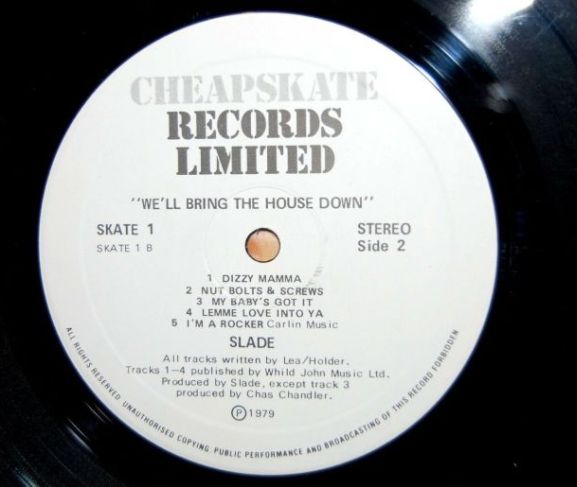 CHEAPSKATE
RECORDS
LIMITED
"WE'LL BRING THE HOUSE DOWN"
SKATE 1
SKATE 1 B
STEREO
Side 2
1 DIZZY MAMMA
2 NUT BOLTS & SCREWS
3 MY BABY'S GOT IT
4 LEMME LOVE INTO YA
5 I'M A ROCKER Carlin Music
SLADE
All tracks written by Lea/Holder.
Tracks 1-4 published by Whild John Music Ltd.
Produced by Slade, except track 3
produced by Chas Chandler.
Ⓟ 1979
ALL RIGHTS RESERVED. UNAUTHORISED COPYING. PUBLIC PERFORMANCE AND BROADCASTING OF THIS RECORD FORBIDDEN